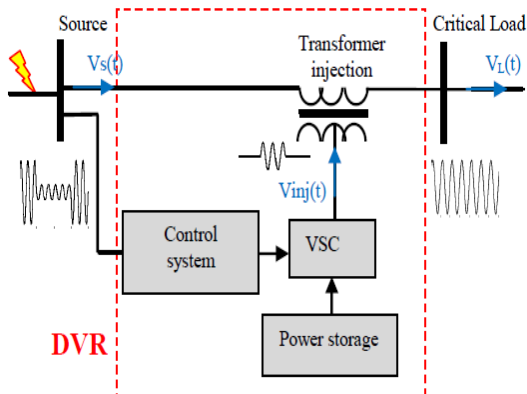 Source
Critical Load
Transformer
injection
Vs(t)
VL(t)
Vinj(t)
Control
system
VSC
DVR
Power storage